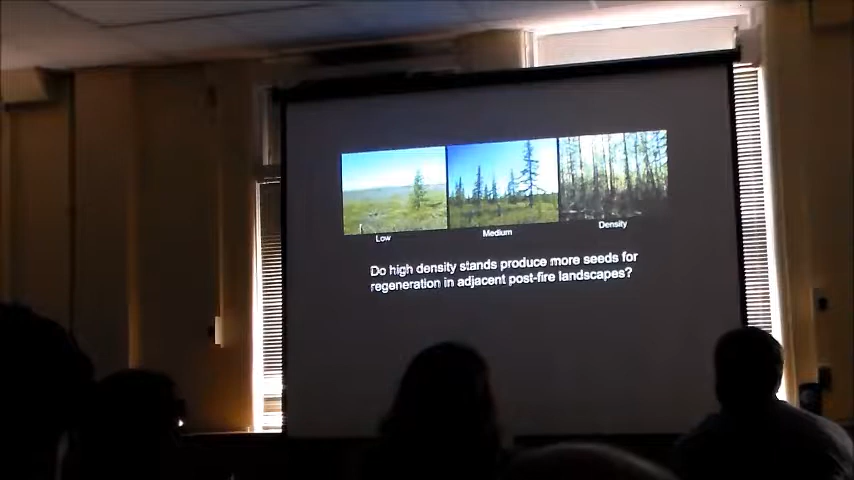 Low
Medium
Density
Do high density stands produce more seeds for
regeneration in adjacent post-fire landscapes?